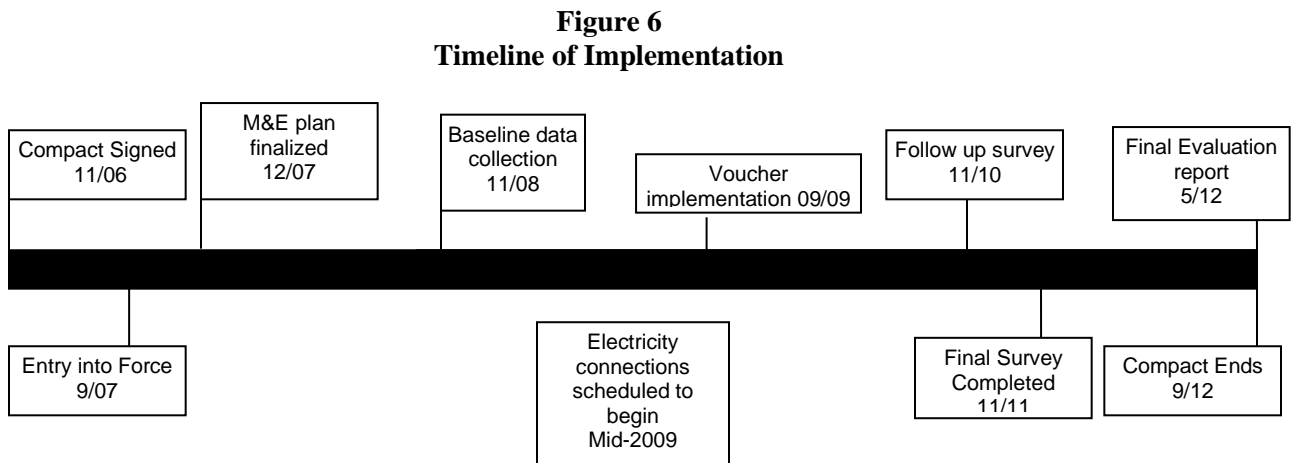 Figure 6
Timeline of Implementation
Compact Signed
11/06
M&E plan
finalized
12/07
Baseline data
collection
11/08
Voucher
implementation 09/09
Follow up survey
11/10
Final Evaluation
report
5/12
Entry into Force
9/07
Electricity
connections
scheduled to
begin
Mid-2009
Final Survey
Completed
11/11
Compact Ends
9/12